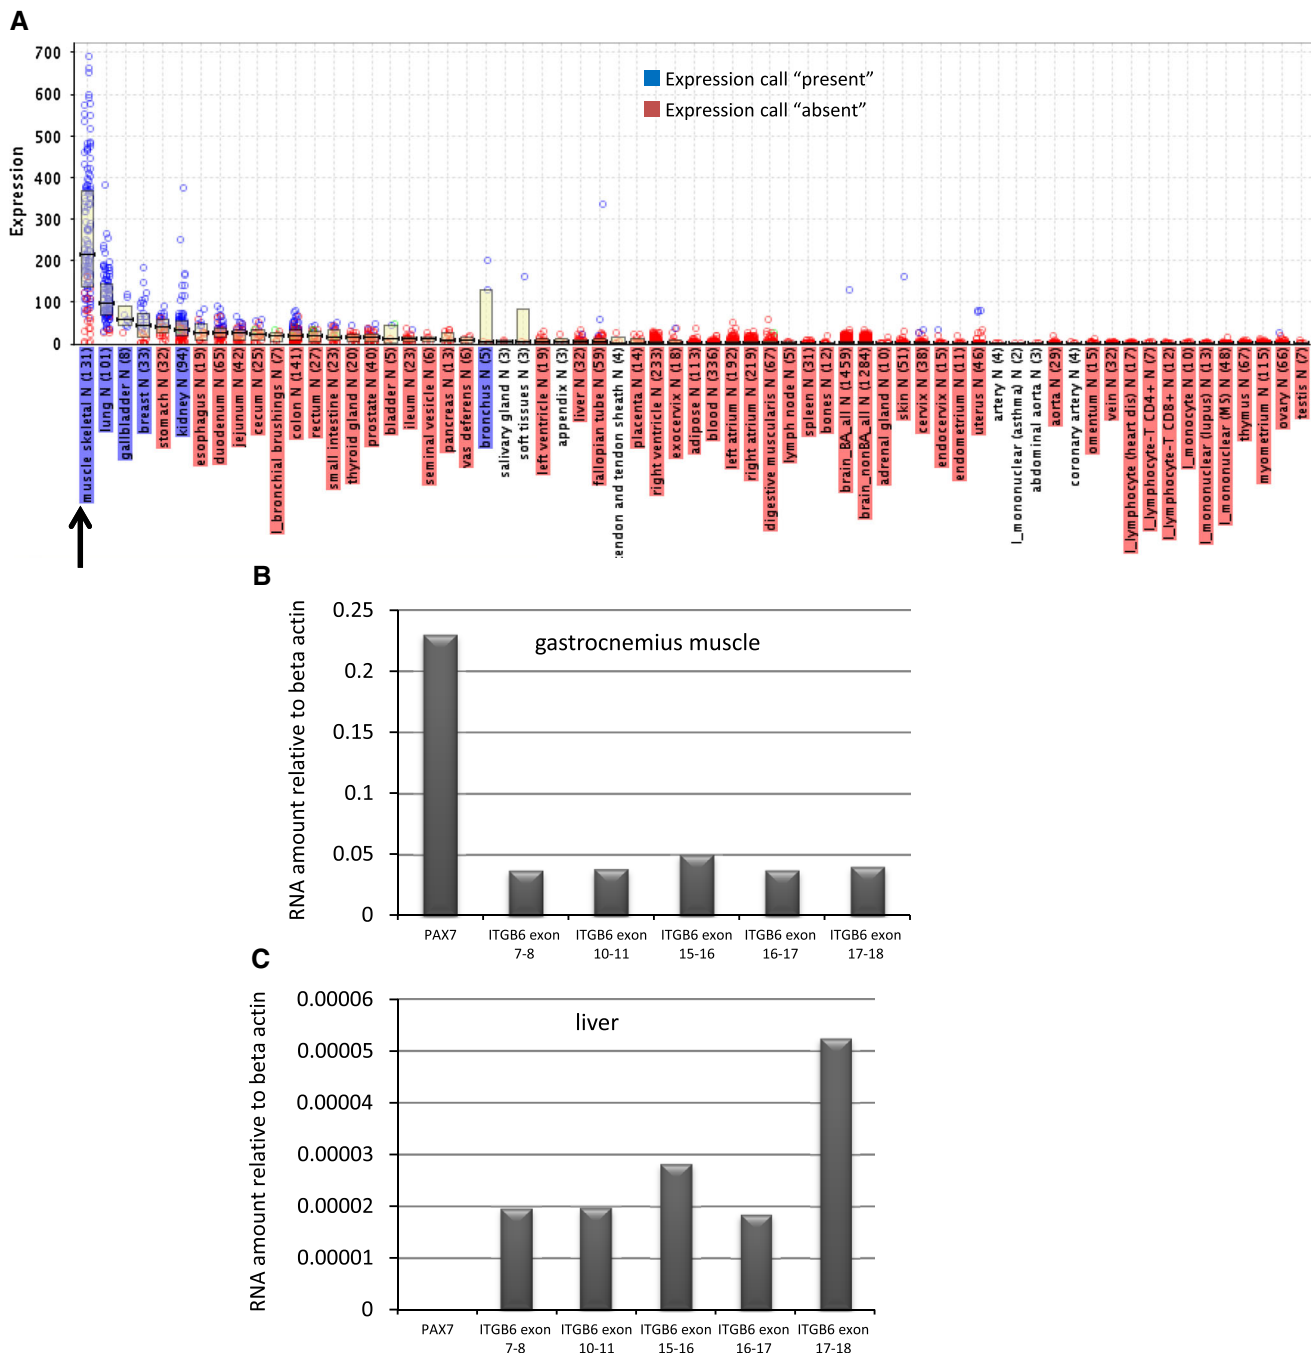 A
Expression
700
600
500
400
300
200
100
0
Expression call “present”
Expression call “absent”
muscle skeletal N (131)
lung N (101)
gallbladder N (8)
breast N (33)
stomach N (32)
kidney N (94)
esophagus N (19)
duodenum N (65)
jejunum N (42)
cecum N (25)
l_bronchial brushing N (7)
colon N (141)
rectum N (27)
small intestine N (23)
thyroid gland N (20)
prostate N (40)
bladder N (5)
ileum N (23)
seminal vesicle N (6)
pancreas N (13)
vas deferens N (6)
bronchus N (5)
salivary gland N (3)
soft tissues N (3)
left ventricle N (19)
appendix N (3)
liver N (32)
fallopian tube N (59)
tendon and tendon sheath N (4)
placenta N (14)
right ventricle N (233)
exocervix N (18)
adipose N (113)
blood N (336)
left atrium N (192)
right atrium N (219)
digestive muscularis N (67)
lymph node N (5)
spleen N (31)
bones N (12)
brain_BA_all N (1459)
brain_nonBA_all N (1284)
adrenal gland N (10)
skin N (51)
cervix N (38)
endocervix N (15)
endometrium N (11)
uterus N (46)
artery N (4)
l_mononuclear (asthma) N (2)
abdominal aorta N (3)
aorta N (29)
coronary artery N (4)
omentum N (15)
vein N (32)
l_lymphocyte (heart dis) N (17)
l_lymphocyte-T CD4+ N (7)
l_lymphocyte-T CD8+ N (12)
l_monocyte N (10)
l_mononuclear (lupus) N (13)
l_mononuclear (MS) N (48)
thymus N (67)
myometrium N (115)
ovary N (66)
testis N (7)
B
RNA amount relative to beta actin
gastrocnemius muscle
0.25
0.2
0.15
0.1
0.05
0
PAX7
ITGB6 exon 7-8
ITGB6 exon 10-11
ITGB6 exon 15-16
ITGB6 exon 16-17
ITGB6 exon 17-18
C
RNA amount relative to beta actin
liver
0.00006
0.00005
0.00004
0.00003
0.00002
0.00001
0
PAX7
ITGB6 exon 7-8
ITGB6 exon 10-11
ITGB6 exon 15-16
ITGB6 exon 16-17
ITGB6 exon 17-18